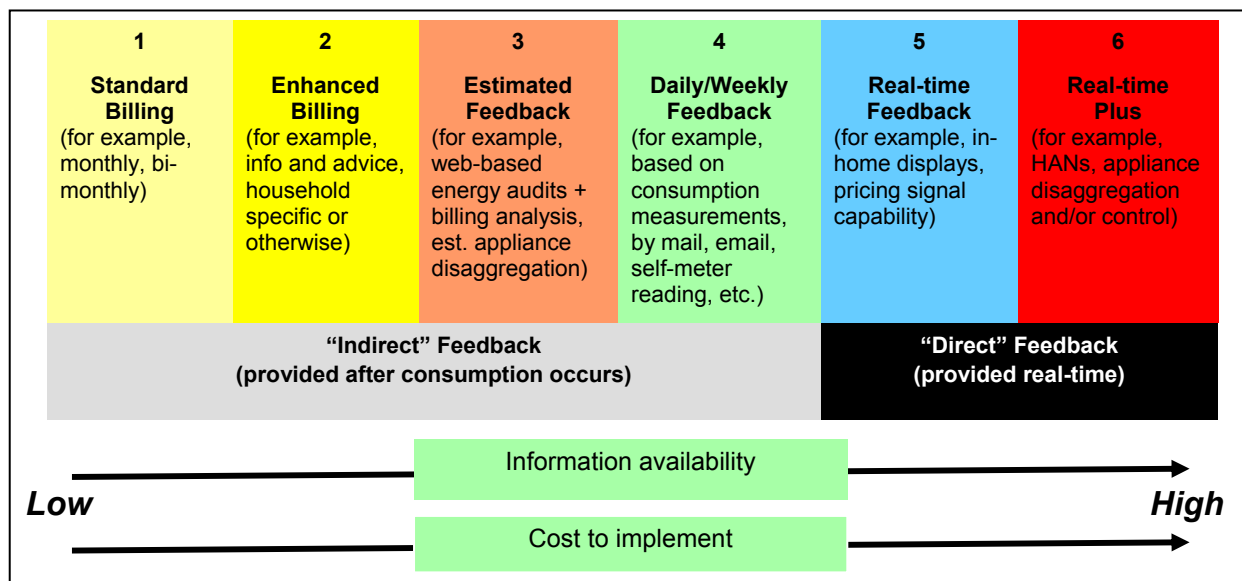 1
Standard
Billing
(for example,
monthly, bi-
monthly)
2
Enhanced
Billing
(for example,
info and advice,
household
specific or
otherwise)
3
Estimated
Feedback
(for example,
web-based
energy audits +
billing analysis,
est. appliance
disaggregation)
4
Daily/Weekly
Feedback
(for example,
based on
consumption
measurements,
by mail, email,
self-meter
reading, etc.)
5
Real-time
Feedback
(for example, in-
home displays,
pricing signal
capability)
6
Real-time
Plus
(for example,
HANs, appliance
disaggregation
and/or control)
“Indirect” Feedback
(provided after consumption occurs)
“Direct” Feedback
(provided real-time)
Information availability
Low
High
Cost to implement